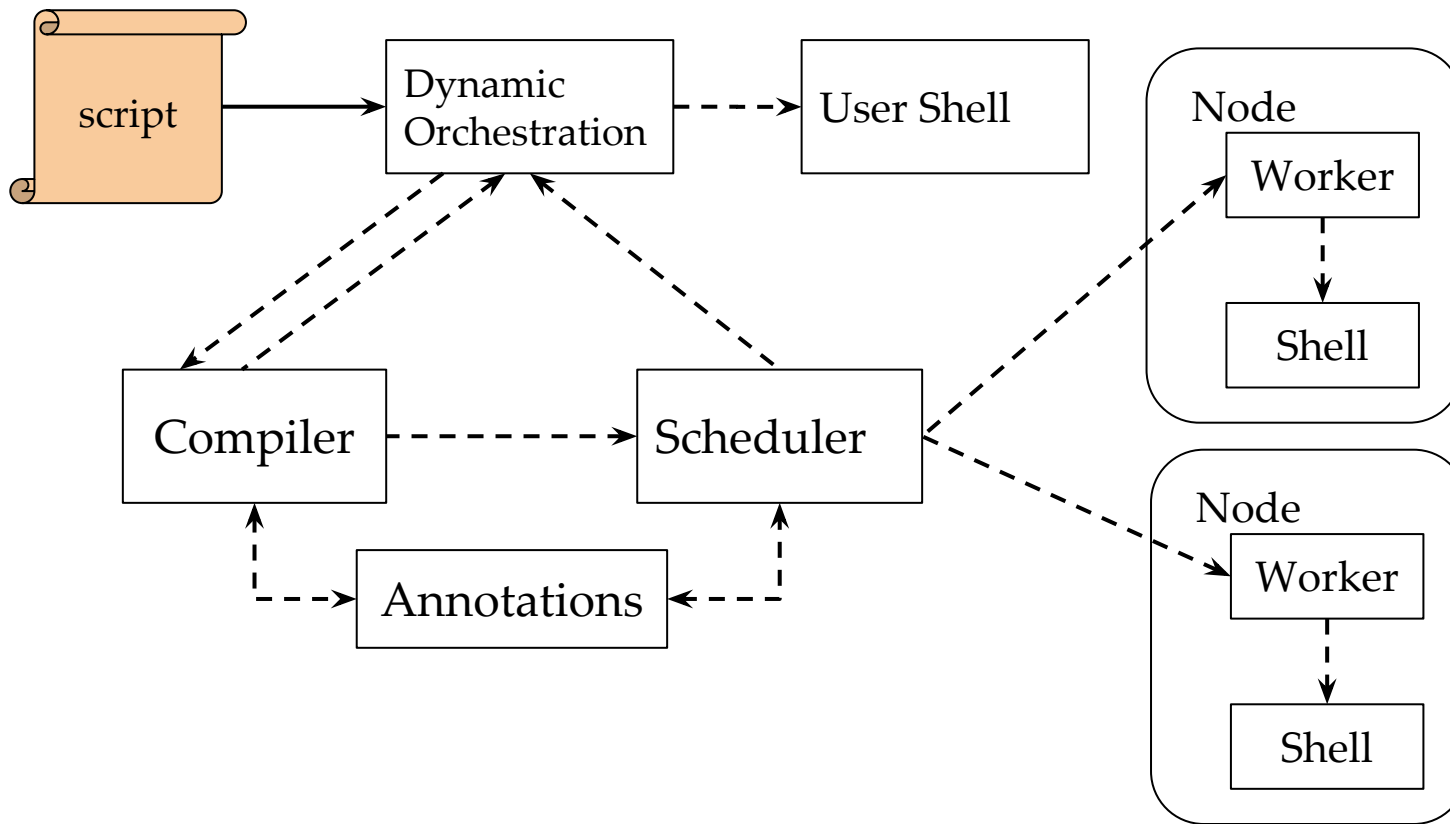 script
Dynamic
Orchestration
User Shell
Node
Worker
Shell
Compiler
Scheduler
Annotations
Node
Worker
Shell